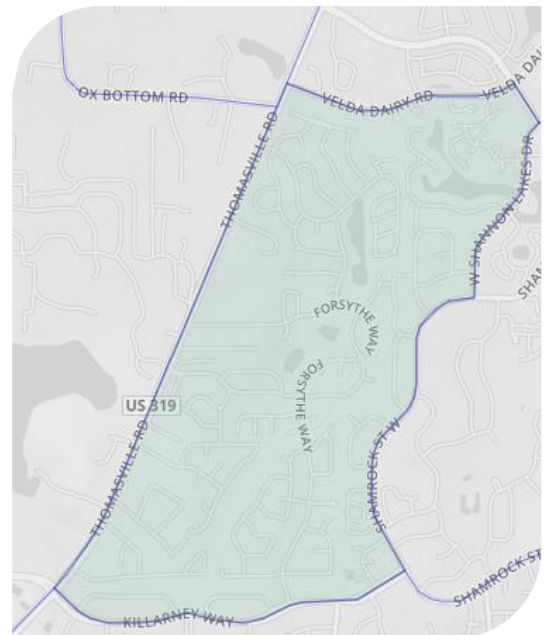 OX BOTTOM RD
VELDA DAIRY RD
VELDA DAI
THOMASVILLE RD
W SHANNON LAKES DR
SHAN
FORSYTHE WAY
FORSYTHE WAY
US 319
THOMASVILLE RD
SHAMROCK ST W
SHAMROCK ST
KILLARNEY WAY